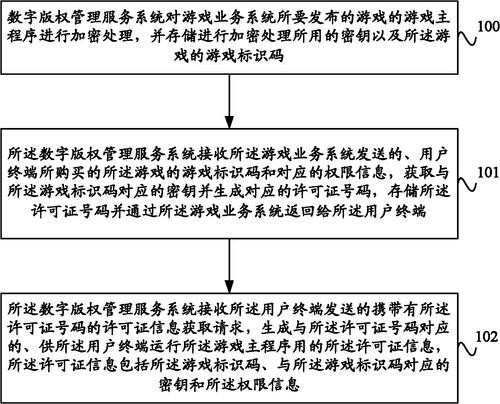 数字版权管理服务系统对游戏业务系统所要发布的游戏的游戏主
程序进行加密处理，并存储进行加密处理所用的密钥以及所述游
戏的游戏标识码
100
所述数字版权管理服务系统接收所述游戏业务系统发送的、用户
终端所购买的所述游戏的游戏标识码和对应的权限信息，获取与
所述游戏标识码对应的密钥并生成对应的许可证号码，存储所述
许可证号码并通过所述游戏业务系统返回给所述用户终端
101
所述数字版权管理服务系统接收所述用户终端发送的携带有所述
许可证号码的许可证信息获取请求，生成与所述许可证号码对应
的、供所述用户终端运行所述游戏主程序用的所述许可证信息，
所述许可证信息包括所述游戏标识码、与所述游戏标识码对应的
密钥和所述权限信息
102